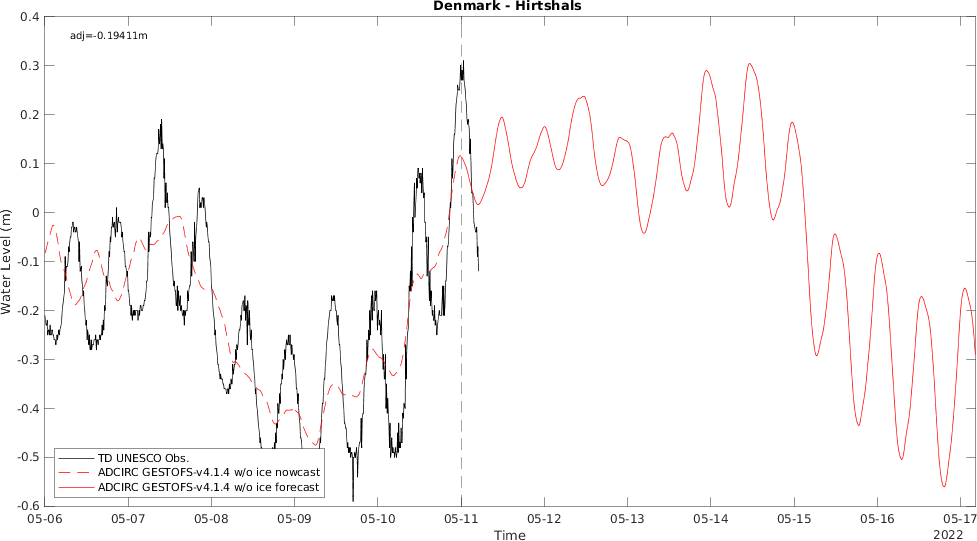 Denmark - Hirtshals
adj=-0.19411m
0.4
0.3
0.2
0.1
0
-0.1
-0.2
-0.3
-0.4
-0.5
-0.6
Water Level (m)
TD UNESCO Obs.
ADCIRC GESTOFS-v4.1.4 w/o ice nowcast
ADCIRC GESTOFS-v4.1.4 w/o ice forecast
05-06 05-07 05-08 05-09 05-10 05-11 05-12 05-13 05-14 05-15 05-16 05-17
Time
2022